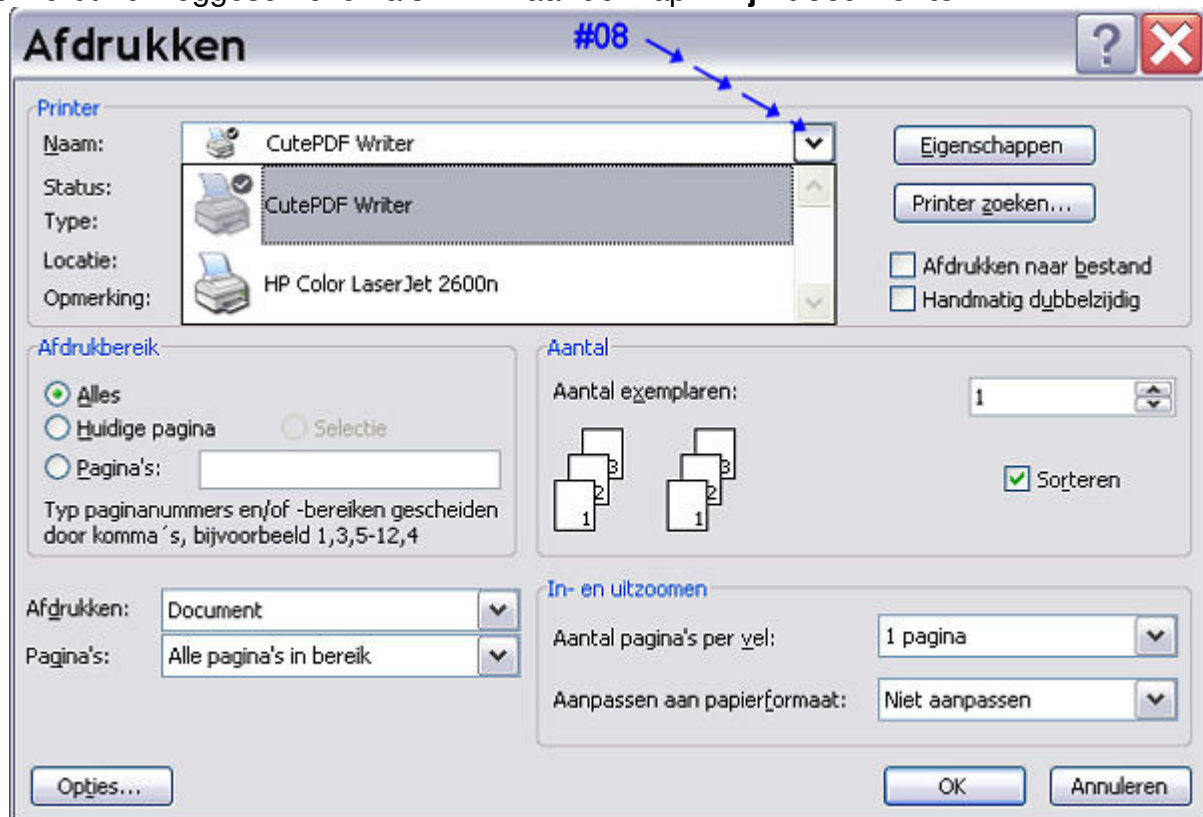 Afdrukken
#08
Printer
Naam: CutePDF Writer
Eigenschappen
Status:
CutePDF Writer
Printer zoeken...
Type:
Locatie:
HP Color LaserJet 2600n
Afdrukken naar bestand
Opmerking:
Handmatig dubbelzijdig
Afdrukbereik
Alles
Huidige pagina Selectie
Pagina's:
Typ paginanummers en/of -bereiken gescheiden
door komma´s, bijvoorbeeld 1,3,5-12,4
Aantal
Aantal exemplaren: 1
3 3
2 2
1 1
Sorteren
Afdrukken: Document
Pagina's: Alle pagina's in bereik
In- en uitzoomen
Aantal pagina's per vel: 1 pagina
Aanpassen aan papierformaat: Niet aanpassen
Opties...
OK
Annuleren